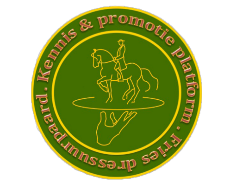 Kennis & promotie platform . Fries dressuurpaard .